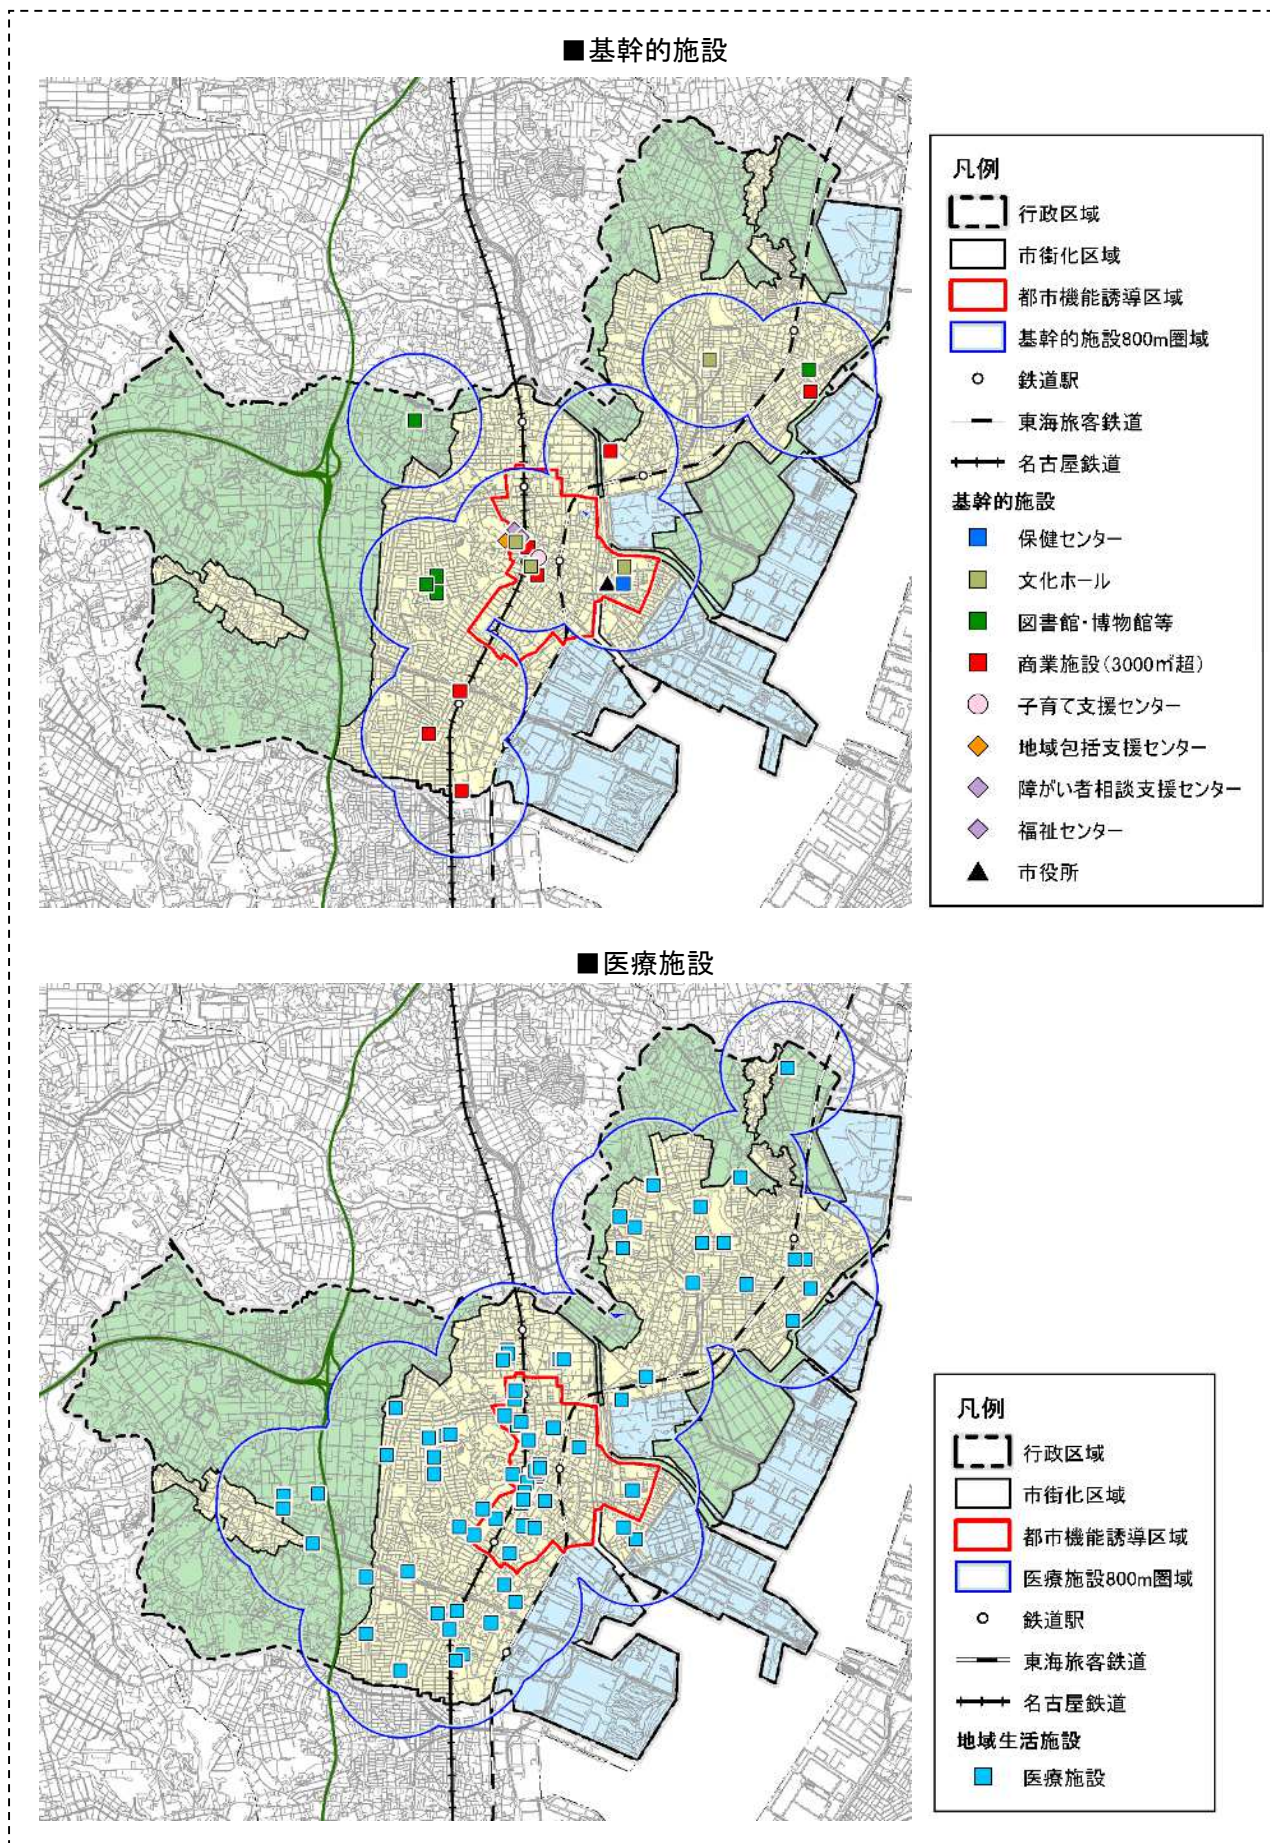 ■基幹的施設
凡例
行政区域
市街化区域
都市機能誘導区域
基幹的施設800m圏域
鉄道駅
東海旅客鉄道
名古屋鉄道
基幹的施設
保健センター
文化ホール
図書館・博物館等
商業施設(3000㎡超)
子育て支援センター
地域包括支援センター
障がい者相談支援センター
福祉センター
市役所
■医療施設
凡例
行政区域
市街化区域
都市機能誘導区域
医療施設800m圏域
鉄道駅
東海旅客鉄道
名古屋鉄道
地域生活施設
医療施設